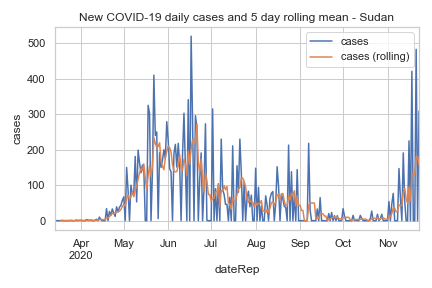 New COVID-19 daily cases and 5 day rolling mean - Sudan
cases
cases (rolling)
500
400
300
200
100
0
cases
Apr May Jun Jul Aug Sep Oct Nov
2020
dateRep